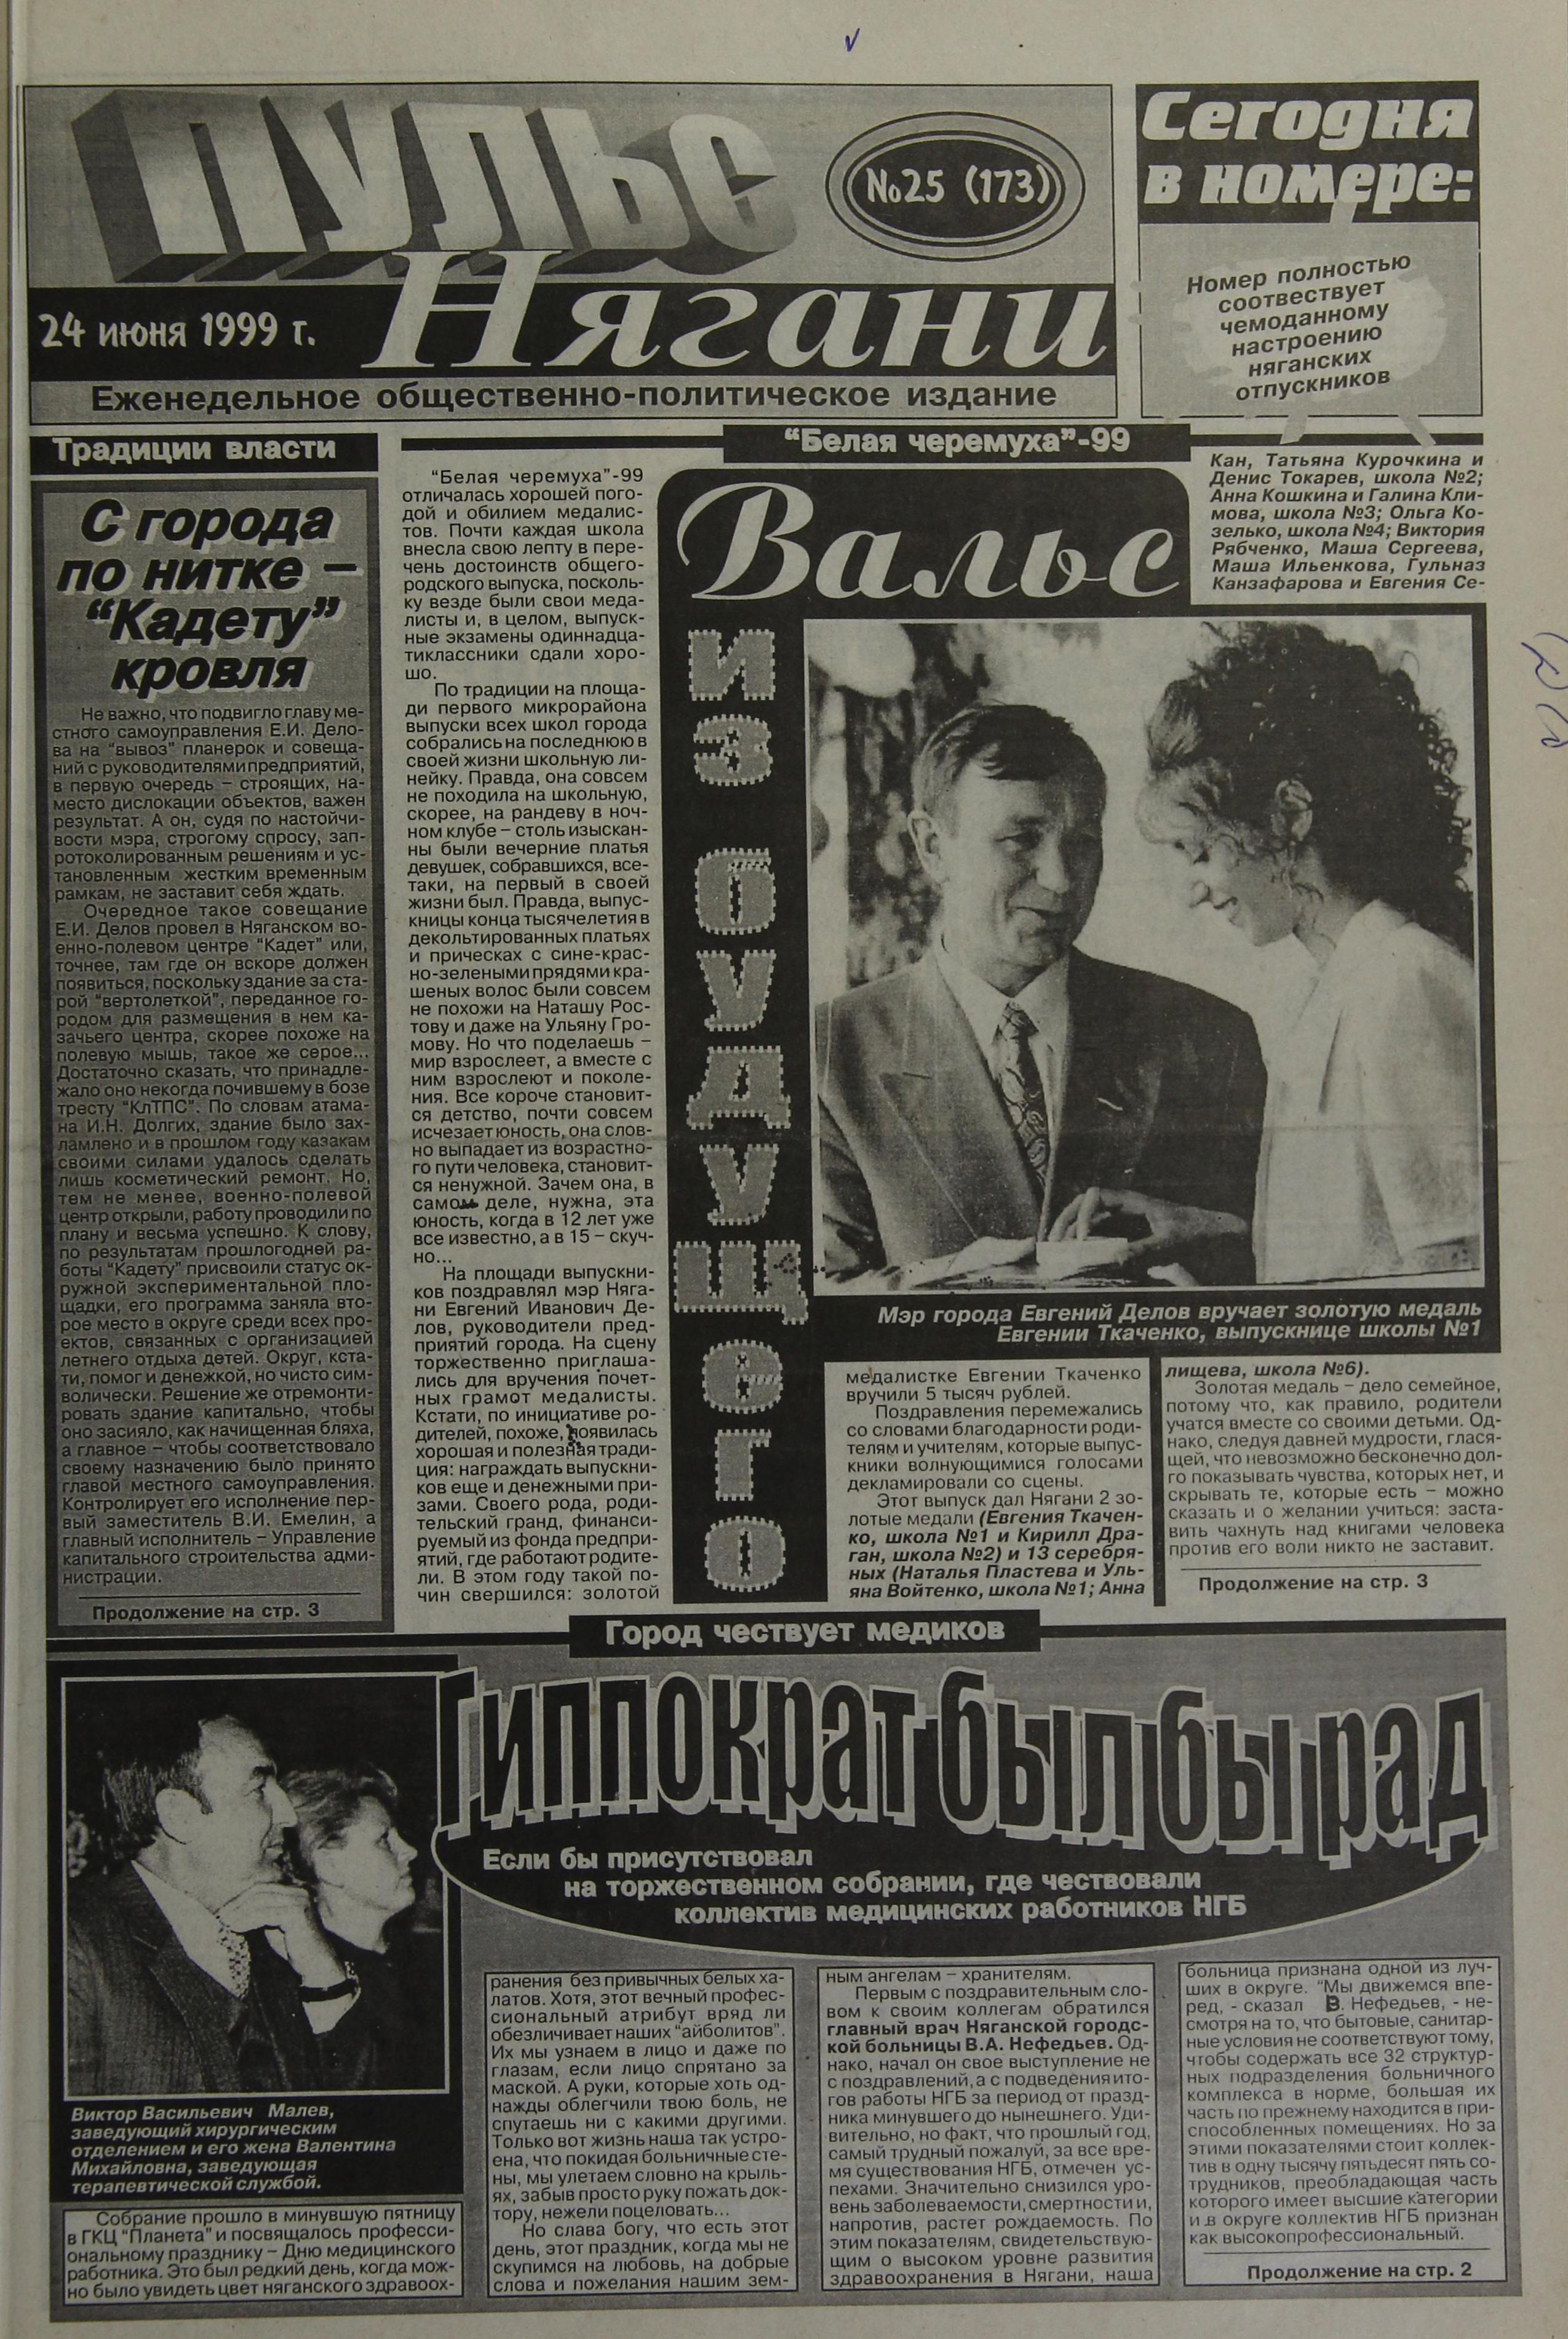 ПУЛЬС
Нягани
№25 (173)
24 июня 1999 г.
Еженедельное общественно-политическое издание
Сегодня
в номере:
Номер полностью
соотвествует
чемоданному
настроению
няганских
отпускников
Традиции власти
С города
по нитке –
“Кадету”
кровля
Не важно, что подвигло главу ме-
стного самоуправления Е.И. Дело-
ва на “вывоз” планерок и совеща-
ний с руководителями предприятий,
в первую очередь – строящих, на-
место дислокации объектов, важен
результат. А он, судя по настойчи-
вости мэра, строгому спросу, зап-
ротоколированным решениям и ус-
тановленным жестким временным
рамкам, не заставит себя ждать.
Очередное такое совещание
Е.И. Делов провел в Няганском во-
енно-полевом центре “Кадет” или,
точнее, там где он вскоре должен
появиться, поскольку здание за ста-
рой “вертолеткой”, переданное го-
родом для размещения в нем ка-
зачьего центра, скорее похоже на
полевую мышь, такое же серое...
Достаточно сказать, что принадле-
жало оно некогда почившему в бозе
тресту “КлТПС”. По словам атама-
на И.Н. Долгих, здание было зах-
ламлено и в прошлом году казакам
своими силами удалось сделать
лишь косметический ремонт. Но,
тем не менее, военно-полевой
центр открыли, работу проводили по
плану и весьма успешно. К слову,
по результатам прошлогодней ра-
боты “Кадету” присвоили статус ок-
ружной экспериментальной пло-
щадки, его программа заняла вто-
рое место в округе среди всех про-
ектов, связанных с организацией
летнего отдыха детей. Округ, кста-
ти, помог и денежкой, но чисто сим-
волически. Решение же отремонти-
ровать здание капитально, чтобы
оно засияло, как начищенная бляха,
а главное – чтобы соответствовало
своему назначению было принято
главой местного самоуправления.
Контролирует его исполнение пер-
вый заместитель В.И. Емелин, а
главный исполнитель – Управление
капитального строительства адми-
нистрации.
Продолжение на стр. 3
“Белая черемуха”-99
Вальс
из будущего
“Белая черемуха”-99
отличалась хорошей пого-
дой и обилием медалис-
тов. Почти каждая школа
внесла свою лепту в пере-
чень достоинств общего-
родского выпуска, посколь-
ку везде были свои меда-
листы и, в целом, выпуск-
ные экзамены одиннадца-
тиклассники сдали хоро-
шо.
По традиции на площа-
ди первого микрорайона
выпуски всех школ города
собрались на последнюю в
своей жизни школьную ли-
нейку. Правда, она совсем
не походила на школьную,
скорее, на рандеву в ноч-
ном клубе – столь изыскан-
ны были вечерние платья
девушек, собравшихся, все-
таки, на первый в своей
жизни был. Правда, выпус-
кницы конца тысячелетия в
декольтированных платьях
и прическах с сине-крас-
но-зелеными прядями кра-
шеных волос были совсем
не похожи на Наташу Рос-
тову и даже на Ульяну Гро-
мову. Но что поделаешь –
мир взрослеет, а вместе с
ним взрослеют и поколе-
ния. Все короче становит-
ся детство, почти совсем
исчезает юность, она слов-
но выпадает из возрастно-
го пути человека, становит-
ся ненужной. Зачем она, в
самом деле, нужна, эта
юность, когда в 12 лет уже
все известно, а в 15 – скуч-
но...
На площади выпускни-
ков поздравлял мэр Няга-
ни Евгений Иванович Де-
лов, руководители пред-
приятий города. На сцену
торжественно приглаша-
лись для вручения почет-
ных грамот медалисты.
Кстати, по инициативе ро-
дителей, похоже, появилась
хорошая и полезная тради-
ция: награждать выпускни-
ков еще и денежными при-
зами. Своего рода, роди-
тельский гранд, финанси-
руемый из фонда предпри-
ятий, где работают родите-
ли. В этом году такой по-
чин свершился: золотой
Мэр города Евгений Делов вручает золотую медаль
Евгении Ткаченко, выпускнице школы №1
медалистке Евгении Ткаченко
вручили 5 тысяч рублей.
Поздравления перемежались
со словами благодарности роди-
телям и учителям, которые выпус-
кники волнующимися голосами
декламировали со сцены.
Этот выпуск дал Нягани 2 зо-
лотые медали (Евгения Ткачен-
ко, школа №1 и Кирилл Дра-
ган, школа №2) и 13 серебря-
ных (Наталья Пластева и Уль-
яна Войтенко, школа №1; Анна
Кан, Татьяна Курочкина и
Денис Токарев, школа №2;
Анна Кошкина и Галина Кли-
мова, школа №3; Ольга Ко-
зелько, школа №4; Виктория
Рябченко, Маша Сергеева,
Маша Ильенкова, Гульназ
Канзафарова и Евгения Се-
лищева, школа №6).
Золотая медаль – дело семейное,
потому что, как правило, родители
учатся вместе со своими детьми. Од-
нако, следуя давней мудрости, глася-
щей, что невозможно бесконечно дол-
го показывать чувства, которых нет, и
скрывать те, которые есть – можно
сказать и о желании учиться: заста-
вить чахнуть над книгами человека
против его воли никто не заставит.
Продолжение на стр. 3
Город чествует медиков
Гиппократ был бы рад
Если бы присутствовал
на торжественном собрании, где чествовали
коллектив медицинских работников НГБ
Виктор Васильевич Малев,
заведующий хирургическим
отделением и его жена Валентина
Михайловна, заведующая
терапевтической службой.
Собрание прошло в минувшую пятницу
в ГКЦ “Планета” и посвящалось професси-
ональному празднику – Дню медицинского
работника. Это был редкий день, когда мож-
но было увидеть цвет няганского здравоох-
ранения без привычных белых ха-
латов. Хотя, этот вечный профес-
сиональный атрибут вряд ли
обезличивает наших “айболитов”.
Их мы узнаем в лицо и даже по
глазам, если лицо спрятано за
маской. А руки, которые хоть од-
нажды облегчили твою боль, не
спутаешь ни с какими другими.
Только вот жизнь наша так устро-
ена, что покидая больничные сте-
ны, мы улетаем словно на крыль-
ях, забыв просто руку пожать док-
тору, нежели поцеловать...
Но слава богу, что есть этот
день, этот праздник, когда мы не
скупимся на любовь, на добрые
слова и пожелания нашим зем-
ным ангелам – хранителям.
Первым с поздравительным сло-
вом к своим коллегам обратился
главный врач Няганской городс-
кой больницы В.А. Нефедьев. Од-
нако, начал он свое выступление не
с поздравлений, а с подведения ито-
гов работы НГБ за период от празд-
ника минувшего до нынешнего. Уди-
вительно, но факт, что прошлый год,
самый трудный пожалуй, за все вре-
мя существования НГБ, отмечен ус-
пехами. Значительно снизился уро-
вень заболеваемости, смертности и,
напротив, растет рождаемость. По
этим показателям, свидетельствую-
щим о высоком уровне развития
здравоохранения в Нягани, наша
больница признана одной из луч-
ших в округе. “Мы движемся впе-
ред, - сказал В. Нефедьев, - не-
смотря на то, что бытовые, санитар-
ные условия не соответствуют тому,
чтобы содержать все 32 структур-
ных подразделения больничного
комплекса в норме, большая их
часть по прежнему находится в при-
способленных помещениях. Но за
этими показателями стоит коллек-
тив в одну тысячу пятьдесят пять со-
трудников, преобладающая часть
которого имеет высшие категории
и в округе коллектив НГБ признан
как высокопрофессиональный.
Продолжение на стр. 2